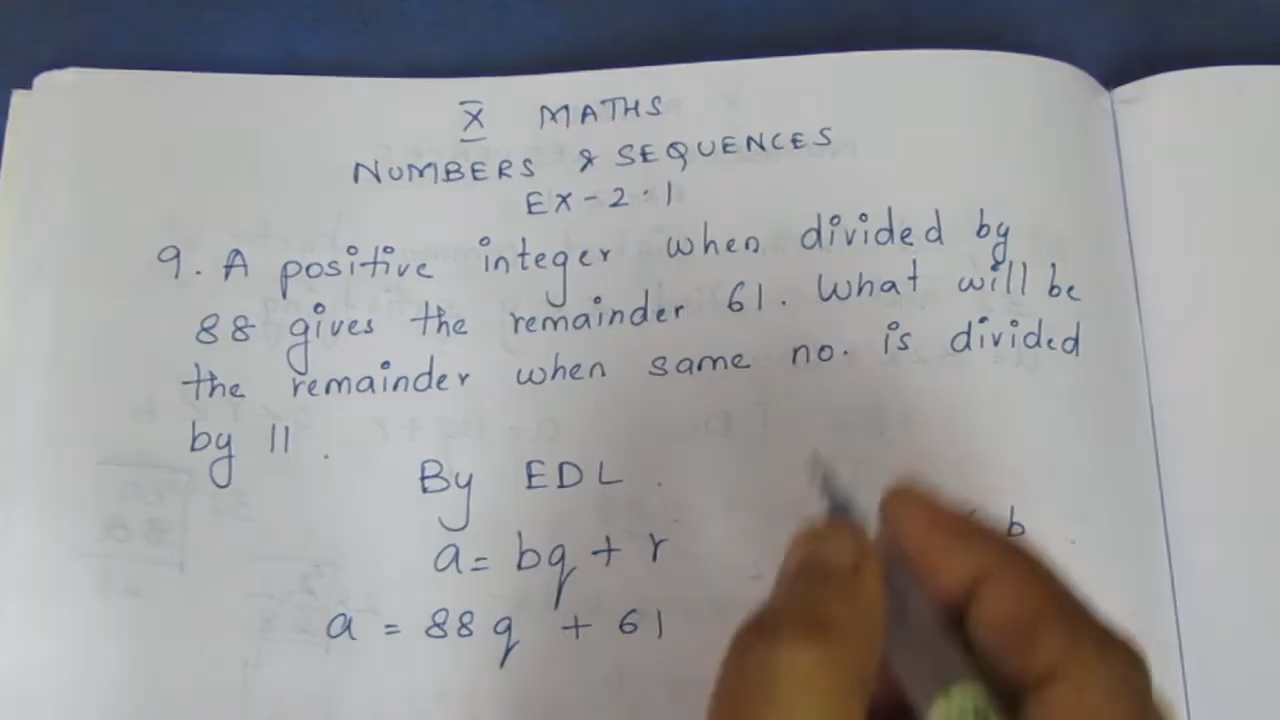 X MATHS
NUMBERS & SEQUENCES
EX-2.1
9. A positive integer when divided by
88 gives the remainder 61. What will be
the remainder when same no. is divided
by 11.
By EDL.
a = bq + r
b
a = 88q + 61